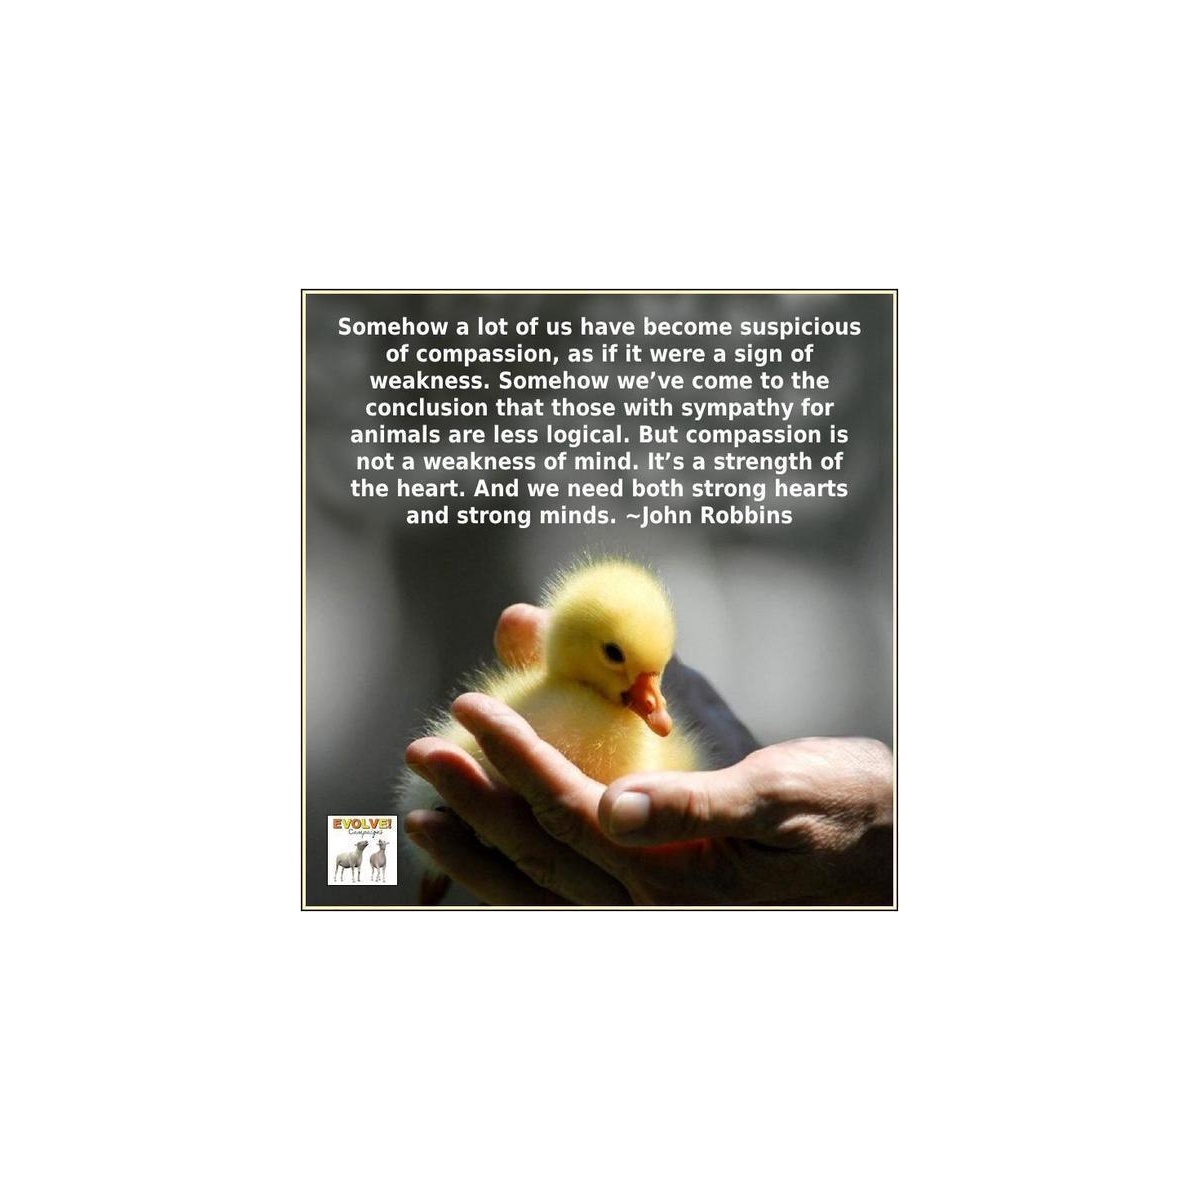 Somehow a lot of us have become suspicious
of compassion, as if it were a sign of
weakness. Somehow we’ve come to the
conclusion that those with sympathy for
animals are less logical. But compassion is
not a weakness of mind. It’s a strength of
the heart. And we need both strong hearts
and strong minds. ~John Robbins
EVOLVE!
Campaigns